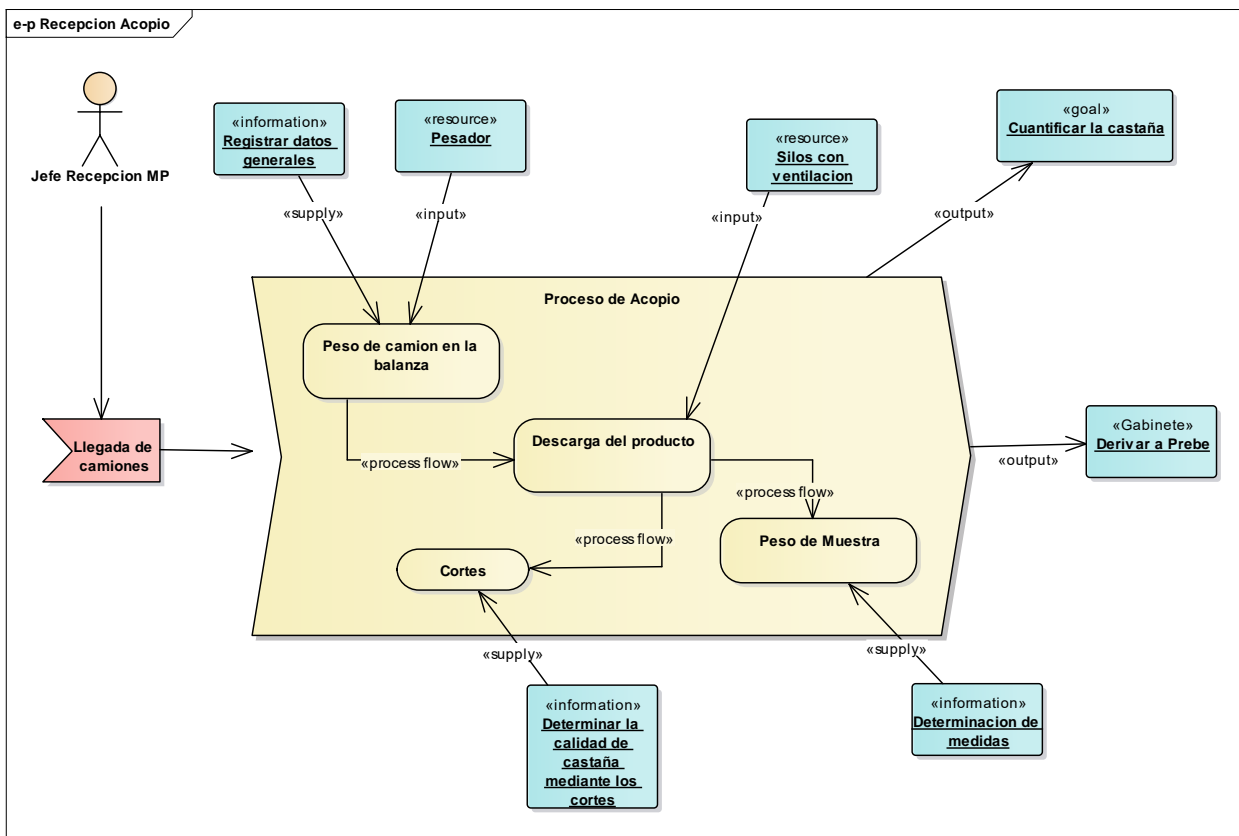 e-p Recepcion Acopio
Jefe Recepcion MP
«information»
Registrar datos
generales
«resource»
Pesador
«resource»
Silos con
ventilacion
«goal»
Cuantificar la castaña
«supply»
«input»
«input»
«output»
Proceso de Acopio
Peso de camion en la
balanza
Llegada de
camiones
Descarga del producto
«process flow»
«Gabinete»
Derivar a Prebe
«output»
«process flow»
«process flow»
Peso de Muestra
Cortes
«supply»
«supply»
«information»
Determinar la
calidad de
castaña
mediante los
cortes
«information»
Determinacion de
medidas